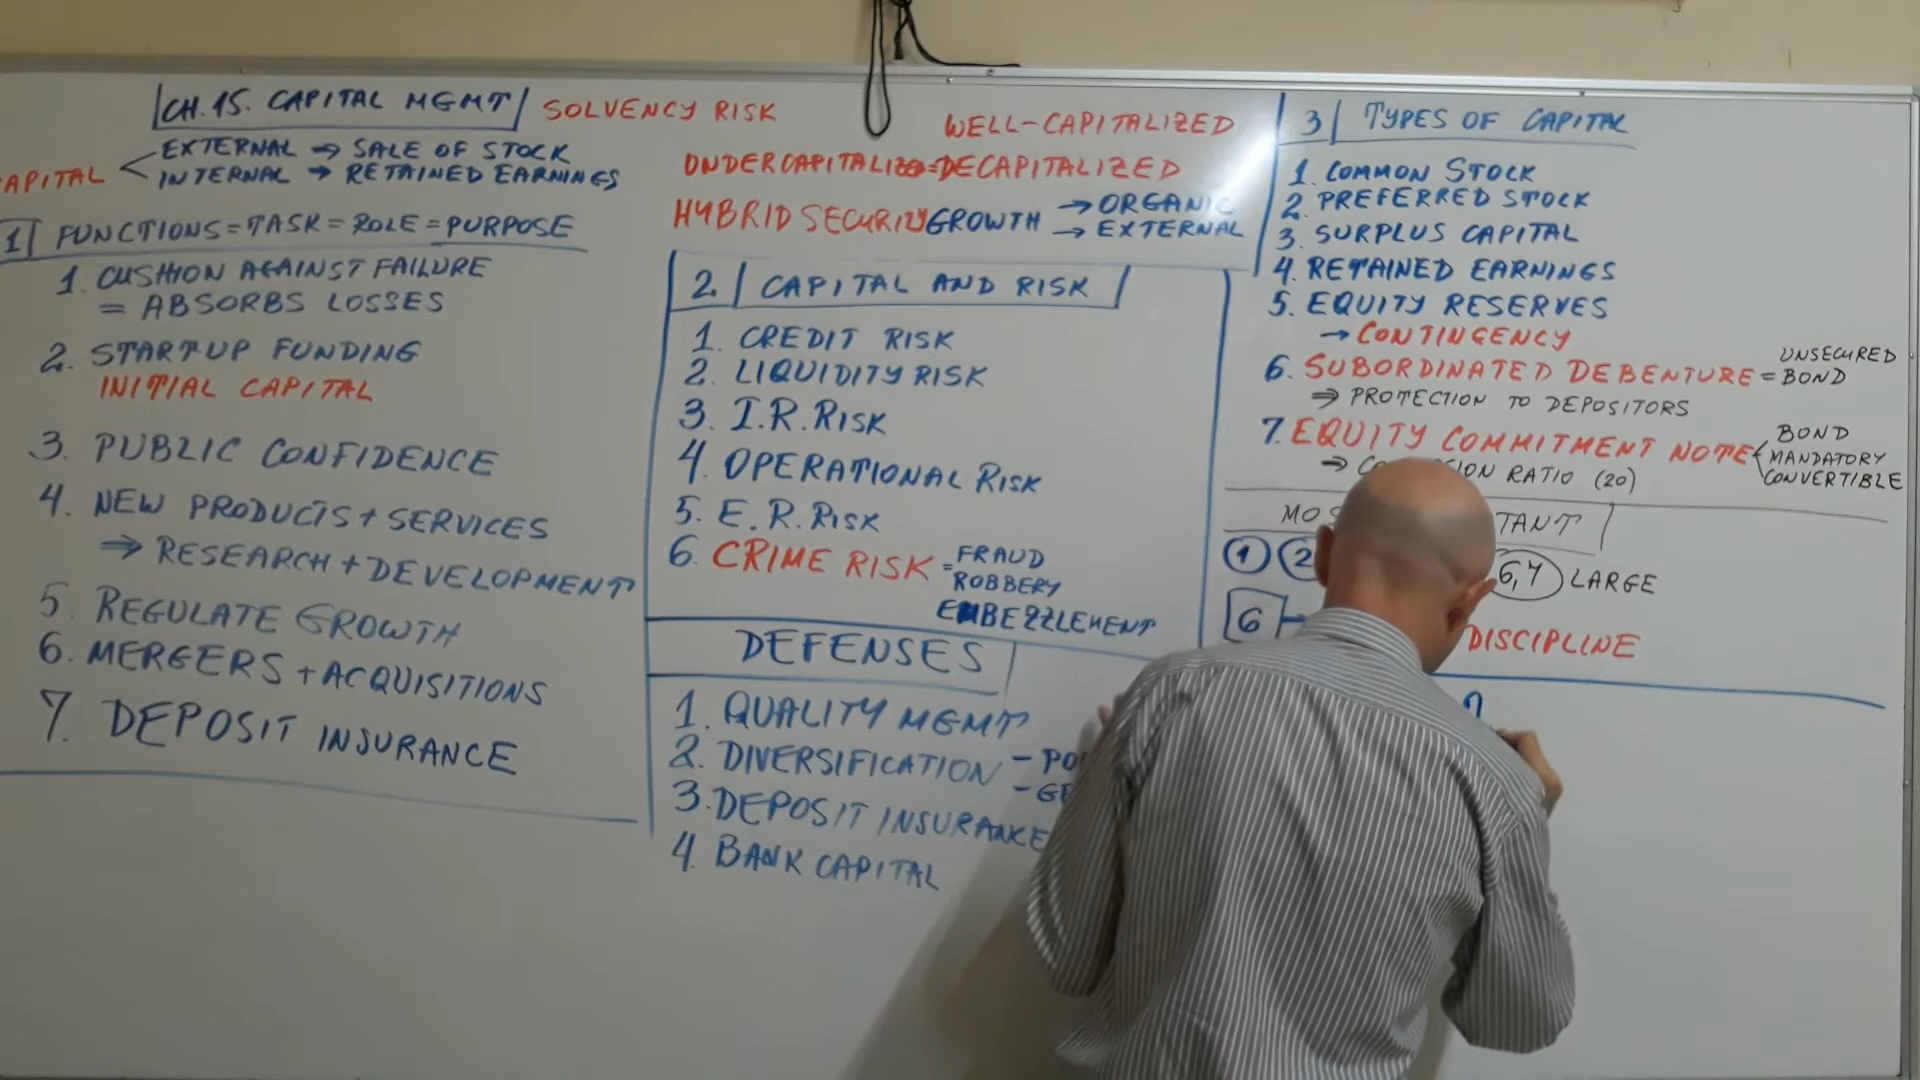 CH.15. CAPITAL MGMT
SOLVENCY RISK
APITAL
EXTERNAL → SALE OF STOCK
INTERNAL → RETAINED EARNINGS
WELL-CAPITALIZED
UNDERCAPITALIZED=DECAPITALIZED
HYBRID SECURITY
GROWTH → ORGANIC
→ EXTERNAL
1 FUNCTIONS=TASK=ROLE=PURPOSE
1. CUSHION AGAINST FAILURE
= ABSORBS LOSSES
2. START-UP FUNDING
INITIAL CAPITAL
3. PUBLIC CONFIDENCE
4. NEW PRODUCTS + SERVICES
⇒ RESEARCH + DEVELOPMENT
5. REGULATE GROWTH
6. MERGERS + ACQUISITIONS
7. DEPOSIT INSURANCE
2. CAPITAL AND RISK
1. CREDIT RISK
2. LIQUIDITY RISK
3. I.R. RISK
4. OPERATIONAL RISK
5. E.R. RISK
6. CRIME RISK = FRAUD
ROBBERY
EMBEZZLEMENT
DEFENSES
1. QUALITY MGMT
2. DIVERSIFICATION -
-
3. DEPOSIT INSURANCE
4. BANK CAPITAL
3 TYPES OF CAPITAL
1. COMMON STOCK
2. PREFERRED STOCK
3. SURPLUS CAPITAL
4. RETAINED EARNINGS
5. EQUITY RESERVES
→ CONTINGENCY
6. SUBORDINATED DEBENTURE = UNSECURED
BOND
⇒ PROTECTION TO DEPOSITORS
7. EQUITY COMMITMENT NOTE
BOND
MANDATORY
CONVERTIBLE
⇒ RATIO (20)
1 2 6,7 LARGE
6 DISCIPLINE